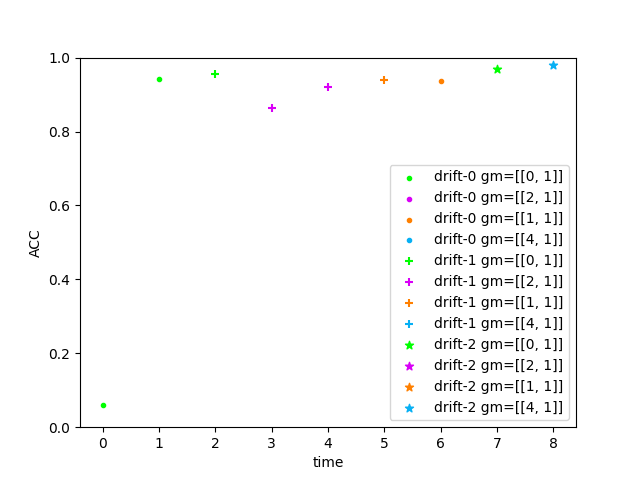 1.0
0.8
0.6
0.4
0.2
0.0
ACC
drift-0 gm=[[0, 1]]
drift-0 gm=[[2, 1]]
drift-0 gm=[[1, 1]]
drift-0 gm=[[4, 1]]
drift-1 gm=[[0, 1]]
drift-1 gm=[[2, 1]]
drift-1 gm=[[1, 1]]
drift-1 gm=[[4, 1]]
drift-2 gm=[[0, 1]]
drift-2 gm=[[2, 1]]
drift-2 gm=[[1, 1]]
drift-2 gm=[[4, 1]]
0 1 2 3 4 5 6 7 8
time